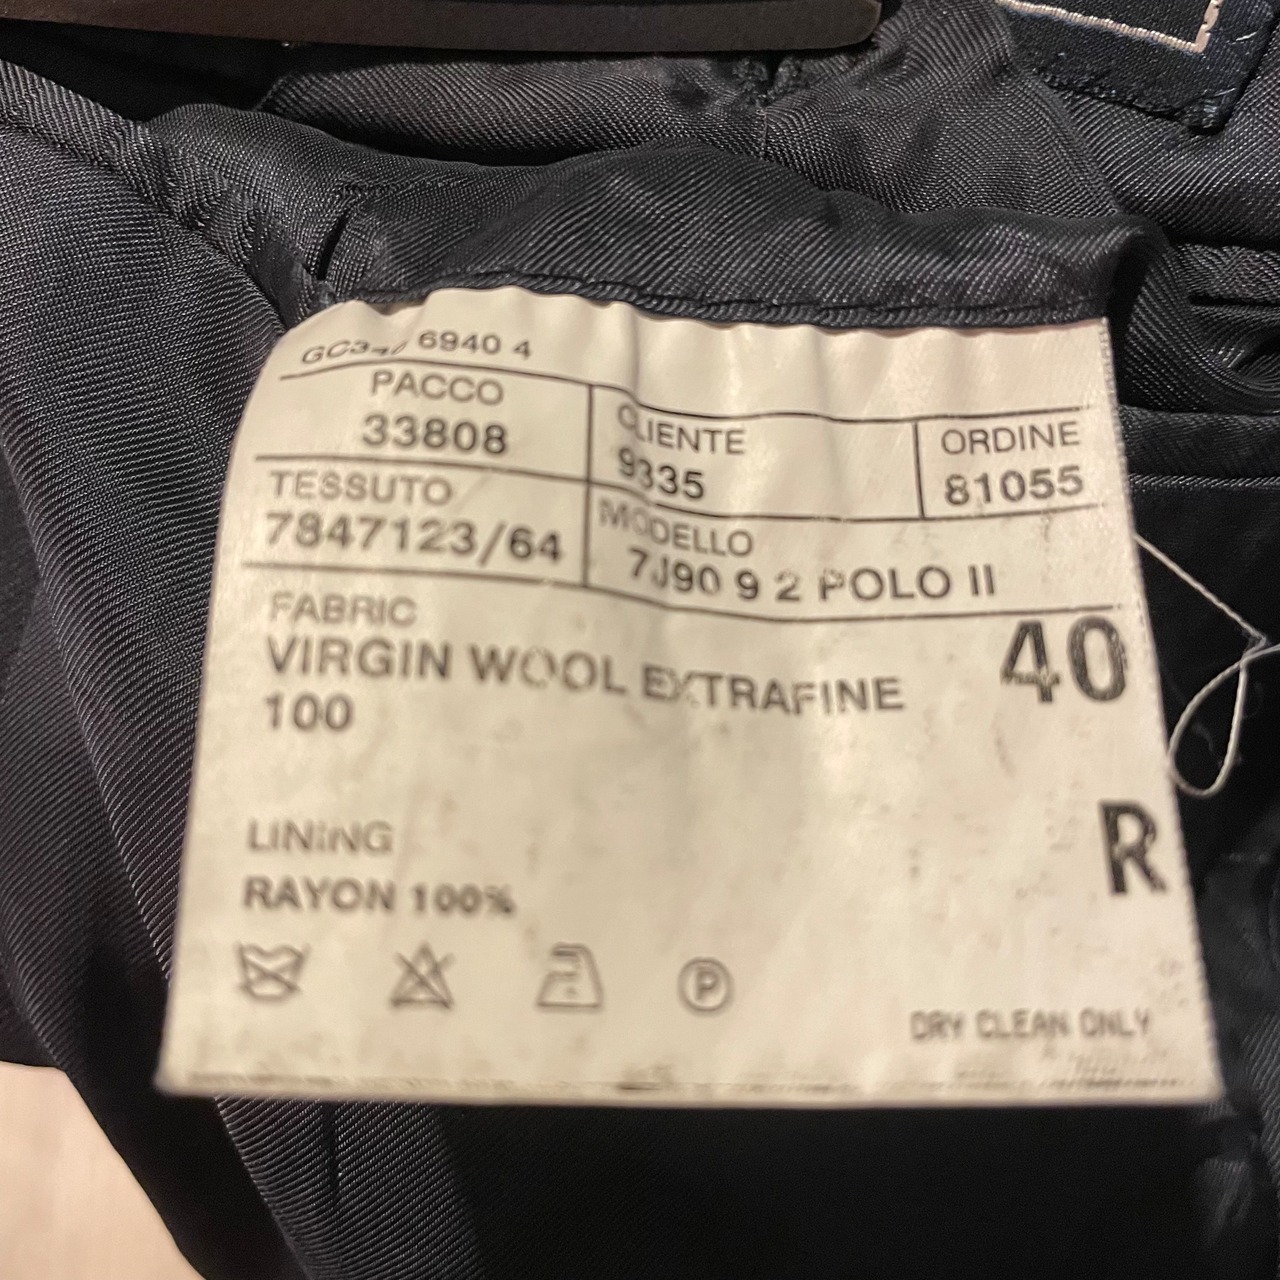 6940 4
PACCO
33808
CLIENTE
9335
ORDINE
81055
TESSUTO
7847123/64
MODELLO
7J90 9 2 POLO II
FABRIC
VIRGIN WOOL EXTRAFINE
100
40
R
LINING
RAYON 100%
P
DRY CLEAN ONLY